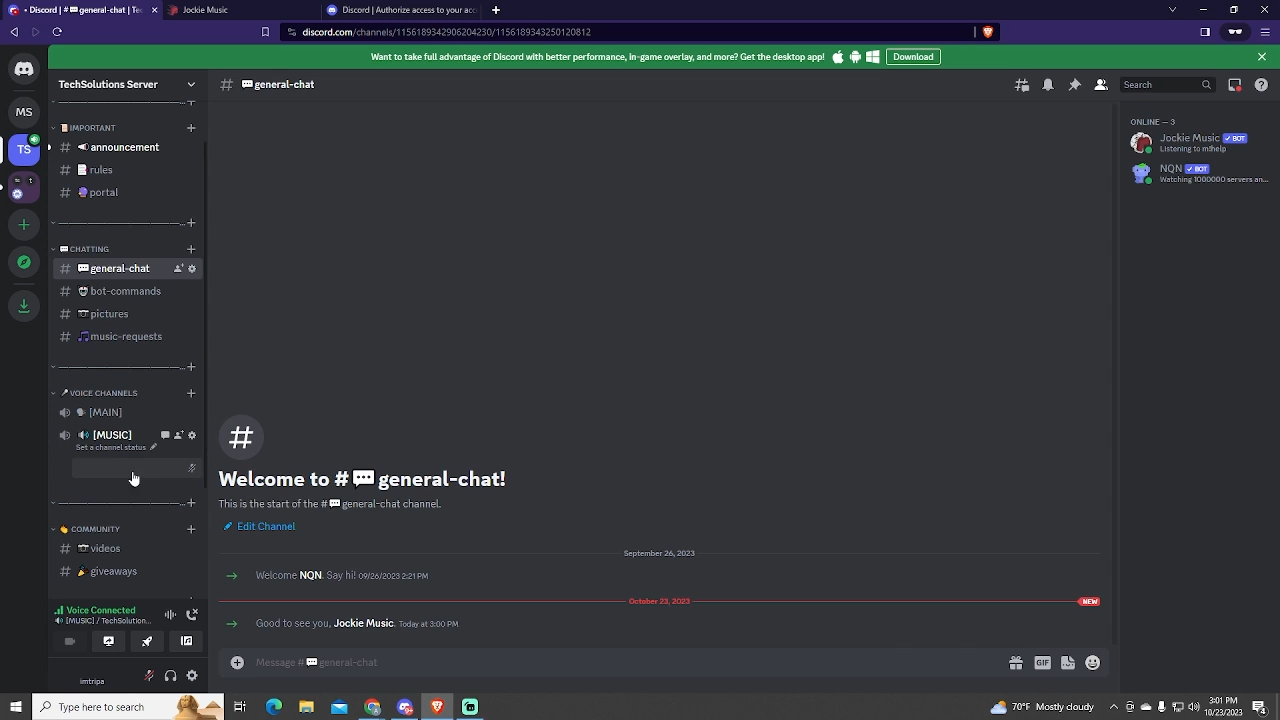 • Discord | #💬general-chat | Te
Jockie Music
Discord | Authorize access to your acc
discord.com/channels/1156189342906204230/1156189343250120812
Want to take full advantage of Discord with better performance, in-game overlay, and more? Get the desktop app!
Download
TechSolutions Server
💬general-chat
Search
MS
TS
IMPORTANT
announcement
rules
portal
CHATTING
general-chat
bot-commands
pictures
music-requests
VOICE CHANNELS
[MAIN]
[MUSIC]
Set a channel status
COMMUNITY
videos
giveaways
Voice Connected
[MUSIC] / TechSolution...
imtripa
Welcome to #💬general-chat!
This is the start of the #💬general-chat channel.
Edit Channel
September 26, 2023
Welcome NQN. Say hi! 09/26/2023 2:21 PM
October 23, 2023
NEW
Good to see you, Jockie Music. Today at 3:00 PM
Message #💬general-chat
GIF
ONLINE — 3
Jockie Music ✓ BOT
Listening to m!help
NQN ✓ BOT
Watching 1000000 servers an...
Type here to search
70°F Mostly cloudy
3:01 PM
10/23/2023